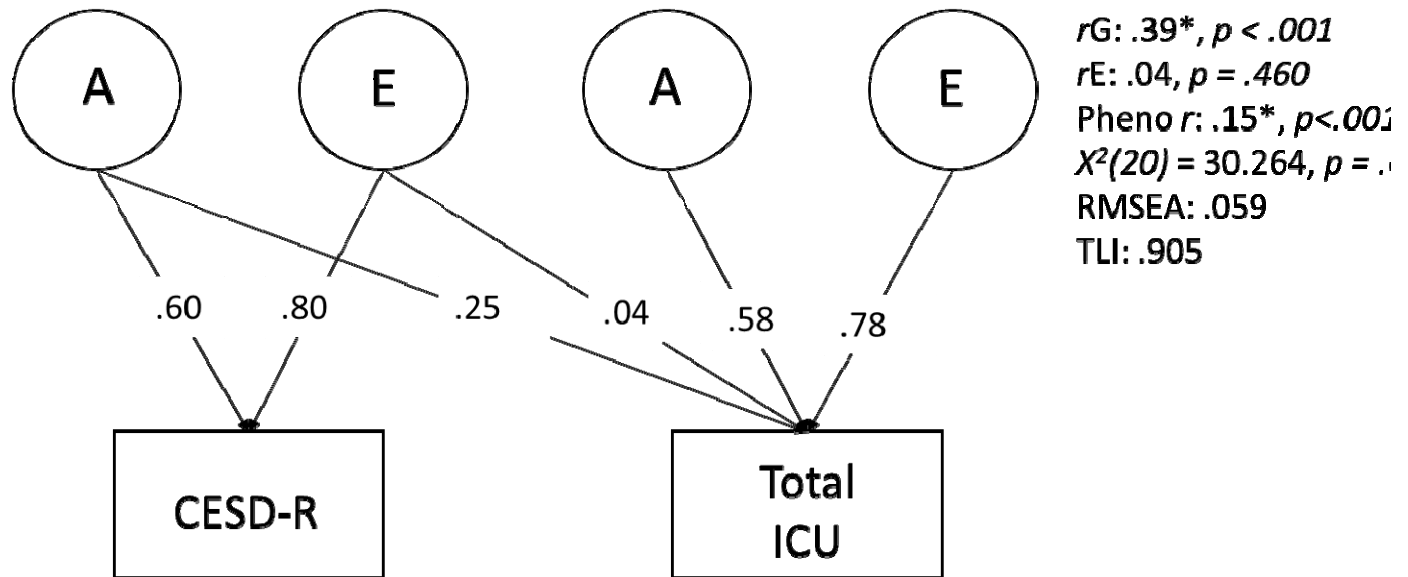 A E A E
rG: .39*, p < .001
rE: .04, p = .460
Pheno r: .15*, p<.001
X²(20) = 30.264, p = .
RMSEA: .059
TLI: .905
.60 .80 .25 .04 .58 .78
CESD-R
Total
ICU